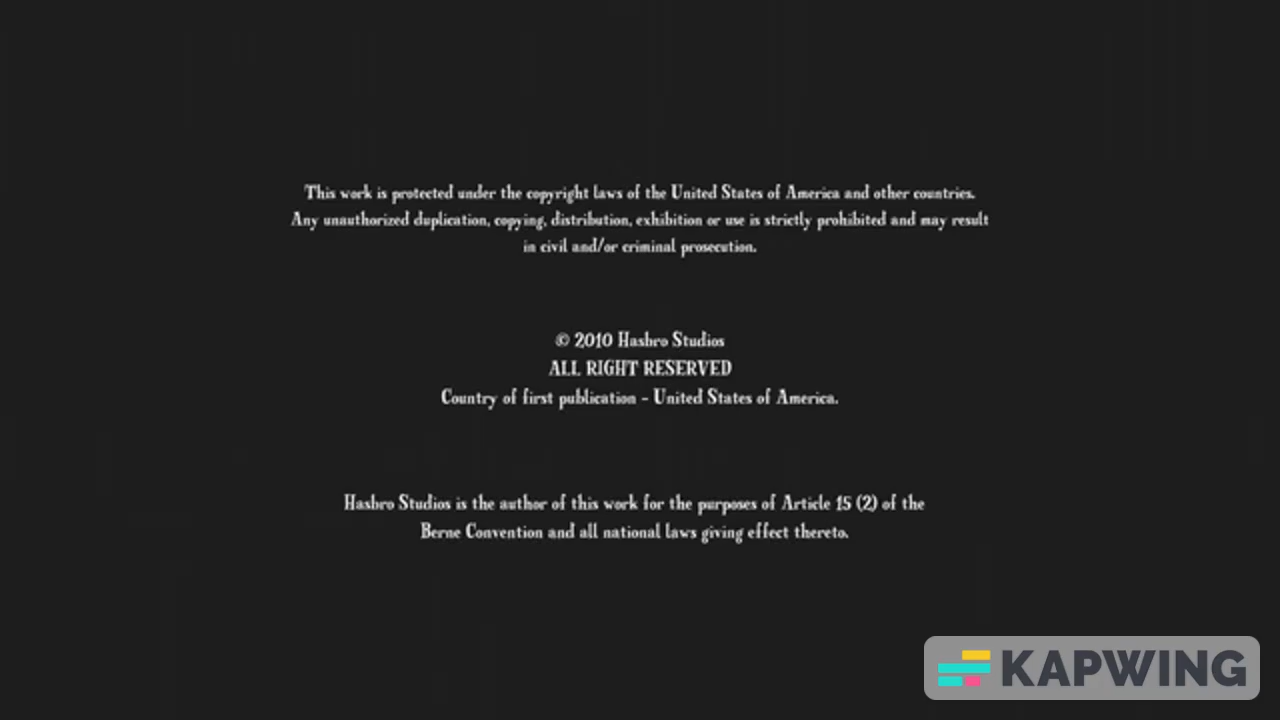 This work is protected under the copyright laws of the United States of America and other countries.
Any unauthorized duplication, copying, distribution, exhibition or use is strictly prohibited and may result
in civil and/or criminal prosecution.
© 2010 Hasbro Studios
ALL RIGHT RESERVED
Country of first publication - United States of America.
Hasbro Studios is the author of this work for the purposes of Article 15 (2) of the
Berne Convention and all national laws giving effect thereto.
KAPWING